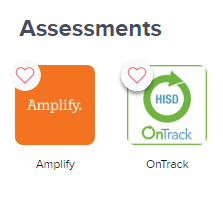 Assessments
Amplify.
HISD
OnTrack
Amplify
OnTrack